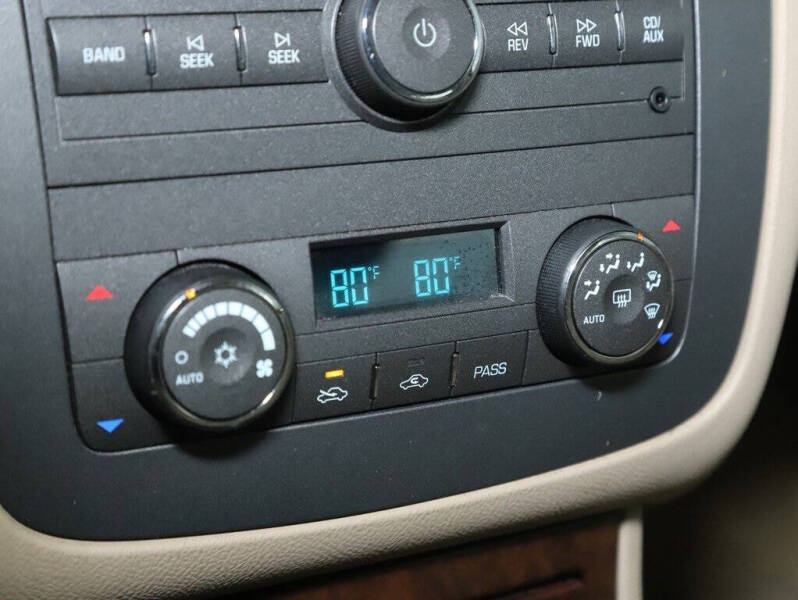 BAND
SEEK
SEEK
REV
FWD
CD/
AUX
80°F 80°F
AUTO
PASS
AUTO